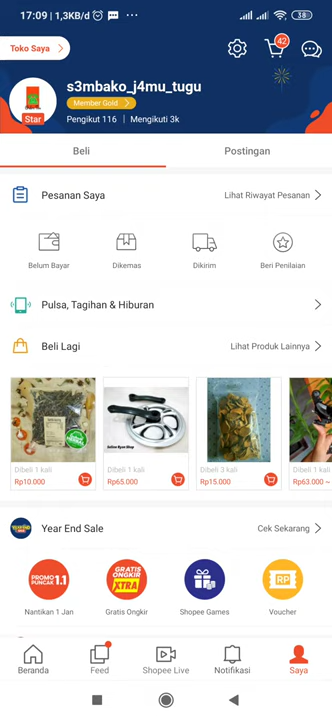 17:09 | 1,3KB/d
38
Toko Saya
42
s3mbako_j4mu_tugu
Member Gold
Star
Pengikut 116 | Mengikuti 3k
Beli
Postingan
Pesanan Saya
Lihat Riwayat Pesanan
Belum Bayar
Dikemas
Dikirim
Beri Penilaian
Pulsa, Tagihan & Hiburan
Beli Lagi
Lihat Produk Lainnya
Dibeli 1 kali
Rp10.000
Dibeli 1 kali
Rp65.000
Dibeli 3 kali
Rp15.000
Dibeli 1 kali
Rp63.000 ~
Year End Sale
Cek Sekarang
PROMO PUNCAK 1.1
Nantikan 1 Jan
GRATIS ONGKIR XTRA
Gratis Ongkir
Shopee Games
RP
Voucher
Beranda
Feed
Shopee Live
Notifikasi
Saya